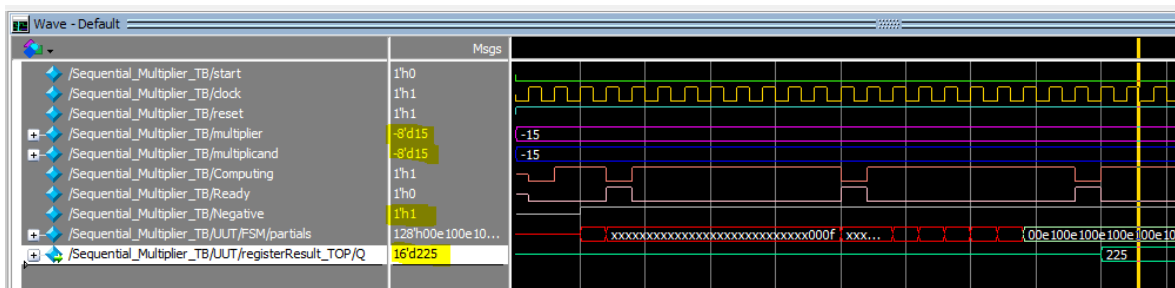 Wave - Default
Msgs
/Sequential_Multiplier_TB/start 1'h0
/Sequential_Multiplier_TB/clock 1'h1
/Sequential_Multiplier_TB/reset 1'h1
/Sequential_Multiplier_TB/multiplier -8'd15 -15
/Sequential_Multiplier_TB/multiplicand -8'd15 -15
/Sequential_Multiplier_TB/Computing 1'h1
/Sequential_Multiplier_TB/Ready 1'h0
/Sequential_Multiplier_TB/Negative 1'h1
/Sequential_Multiplier_TB/UUT/FSM/partials 128'h00e100e10... xxxxxxxxxxxxxxxxxxxxxxxxxxxx000f xxx... 00e100e100e100e100e10
/Sequential_Multiplier_TB/UUT/registerResult_TOP/Q 16'd225 225